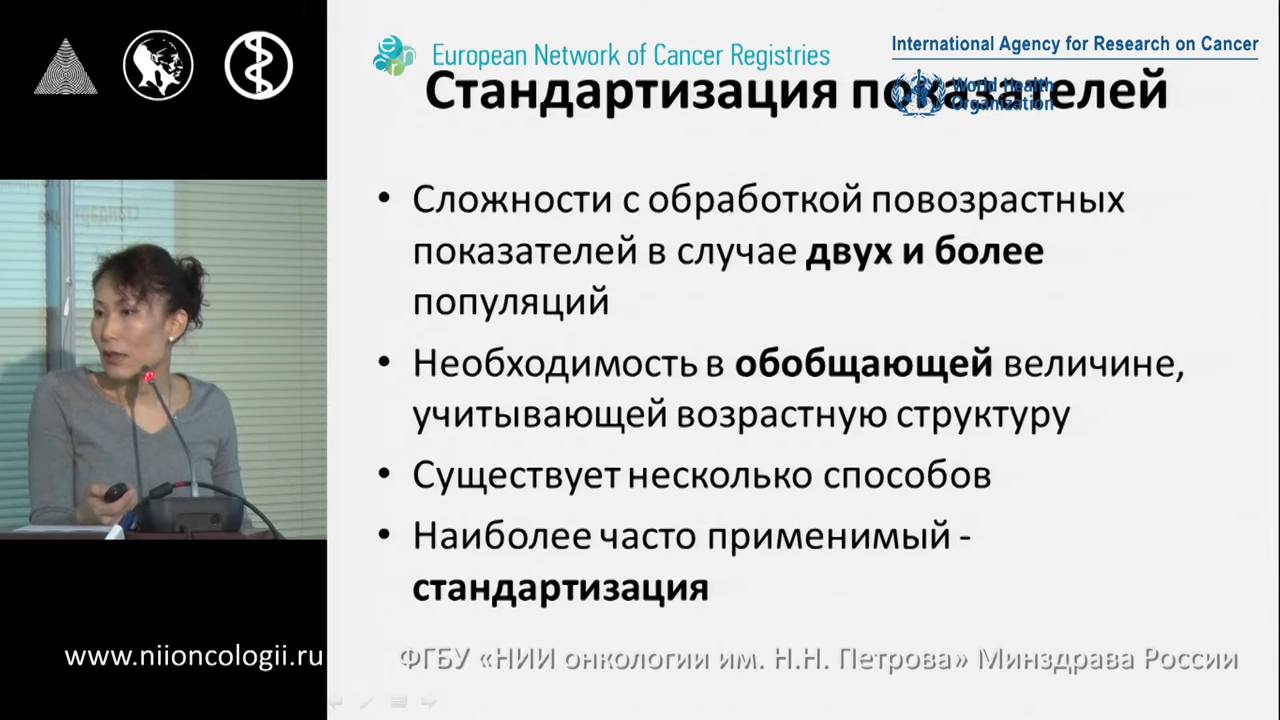 European Network of Cancer Registries
International Agency for Research on Cancer
World Health
Organization
Стандартизация показателей
• Сложности с обработкой повозрастных
показателей в случае двух и более
популяций
• Необходимость в обобщающей величине,
учитывающей возрастную структуру
• Существует несколько способов
• Наиболее часто применимый -
стандартизация
www.niioncologii.ru
ФГБУ «НИИ онкологии им. Н.Н. Петрова» Минздрава России